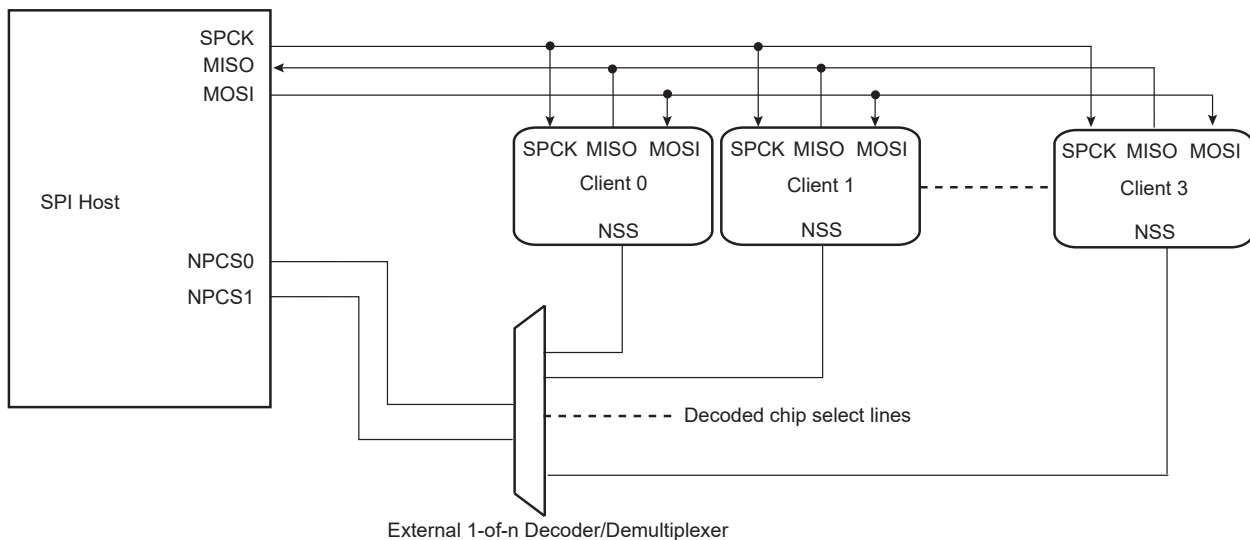 SPCK
MISO
MOSI
SPI Host
NPCS0
NPCS1
SPCK MISO MOSI
Client 0
NSS
SPCK MISO MOSI
Client 1
NSS
SPCK MISO MOSI
Client 3
NSS
Decoded chip select lines
External 1-of-n Decoder/Demultiplexer